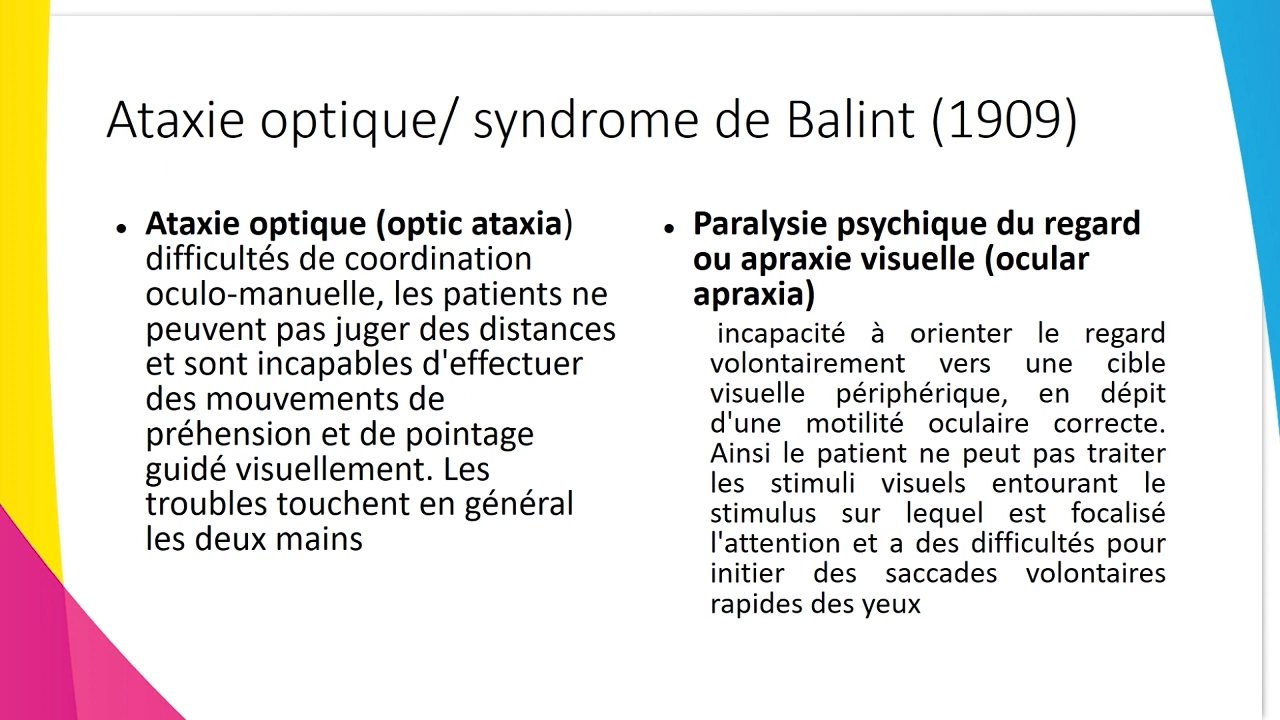 Ataxie optique/ syndrome de Balint (1909)
• Ataxie optique (optic ataxia)
difficultés de coordination
oculo-manuelle, les patients ne
peuvent pas juger des distances
et sont incapables d'effectuer
des mouvements de
préhension et de pointage
guidé visuellement. Les
troubles touchent en général
les deux mains
• Paralysie psychique du regard
ou apraxie visuelle (ocular
apraxia)
incapacité à orienter le regard
volontairement vers une cible
visuelle périphérique, en dépit
d'une motilité oculaire correcte.
Ainsi le patient ne peut pas traiter
les stimuli visuels entourant le
stimulus sur lequel est focalisé
l'attention et a des difficultés pour
initier des saccades volontaires
rapides des yeux